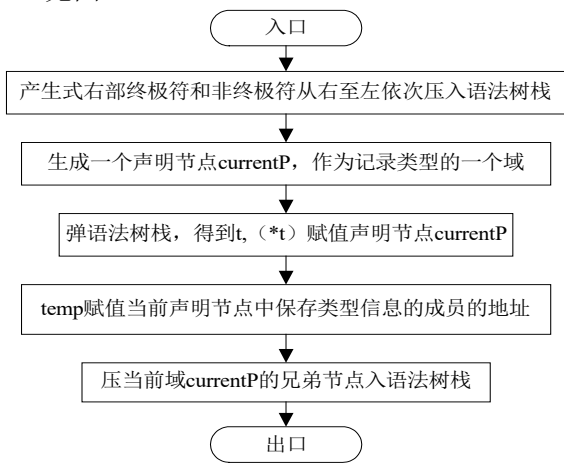 入口
产生式右部终极符和非终极符从右至左依次压入语法树栈
生成一个声明节点currentP，作为记录类型的一个域
弹语法树栈，得到t,（*t）赋值声明节点currentP
temp赋值当前声明节点中保存类型信息的成员的地址
压当前域currentP的兄弟节点入语法树栈
出口